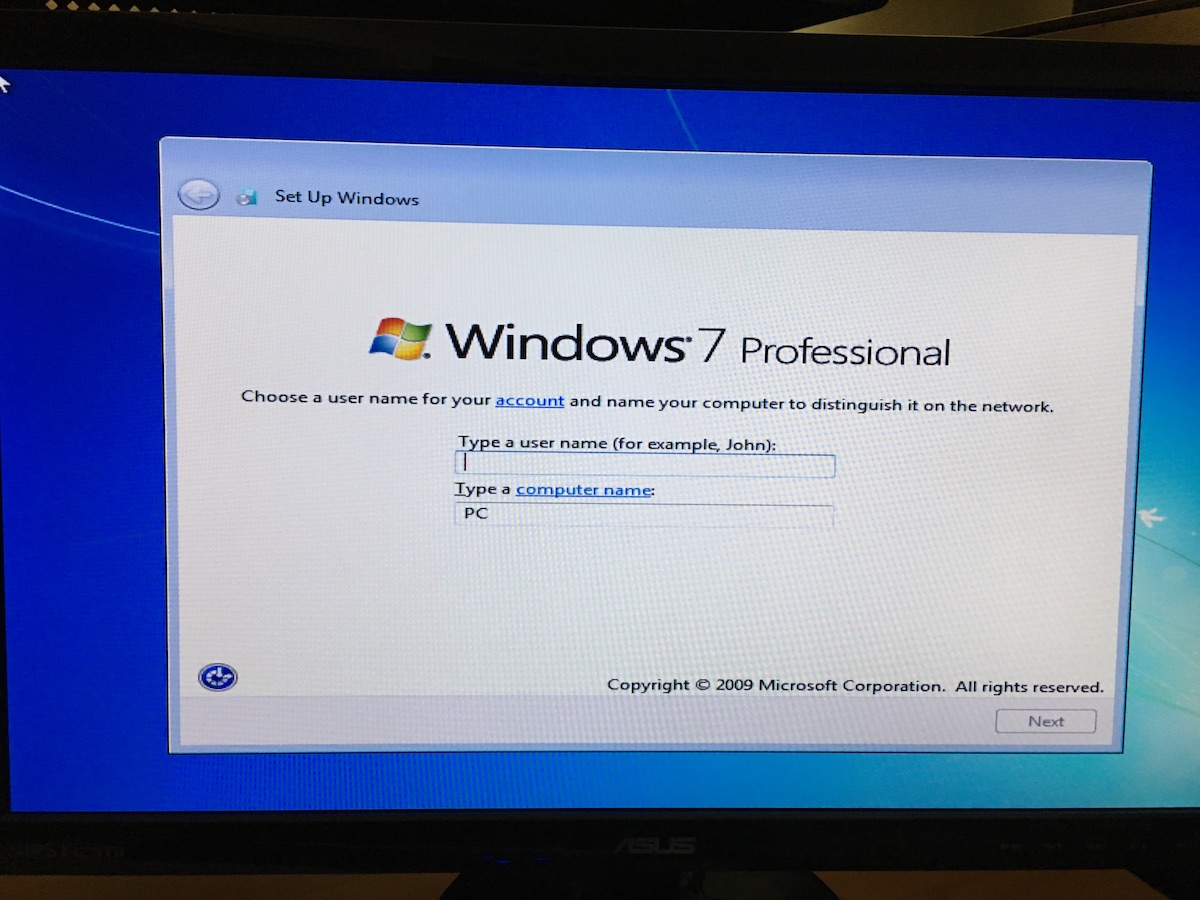 Set Up Windows
Windows® 7 Professional
Choose a user name for your account and name your computer to distinguish it on the network.
Type a user name (for example, John):
Type a computer name:
PC
Copyright © 2009 Microsoft Corporation. All rights reserved.
Next
ASUS